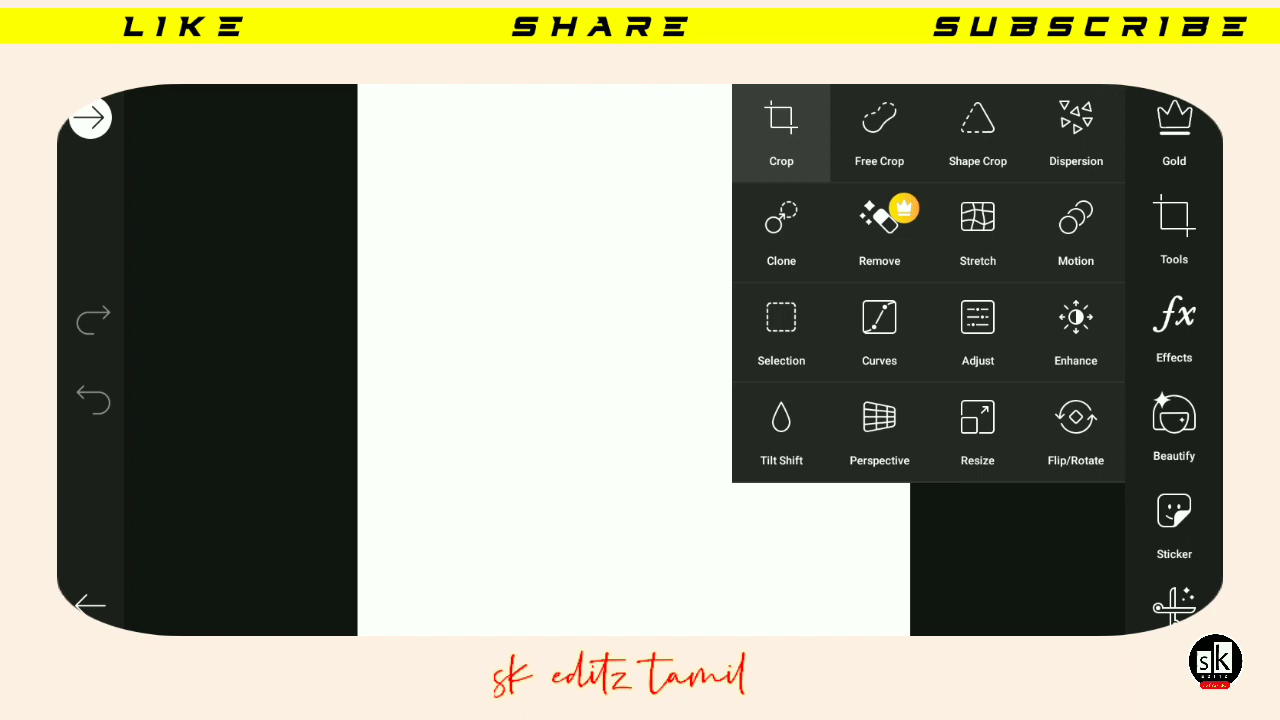 LIKE SHARE SUBSCRIBE
Crop Free Crop Shape Crop Dispersion Gold
Clone Remove Stretch Motion Tools
Selection Curves Adjust Enhance Effects
Tilt Shift Perspective Resize Flip/Rotate Beautify
Sticker
sk editz tamil
sk